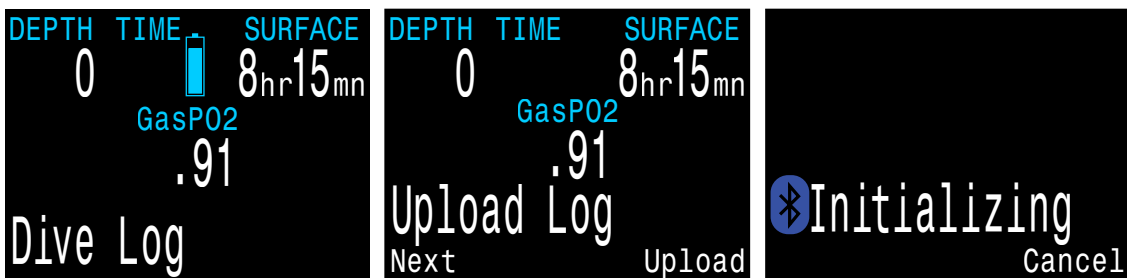 DEPTH TIME SURFACE
0 8hr15mn
GasPO2
.91
Dive Log
DEPTH TIME SURFACE
0 8hr15mn
GasPO2
.91
Upload Log
Next Upload
Initializing
Cancel